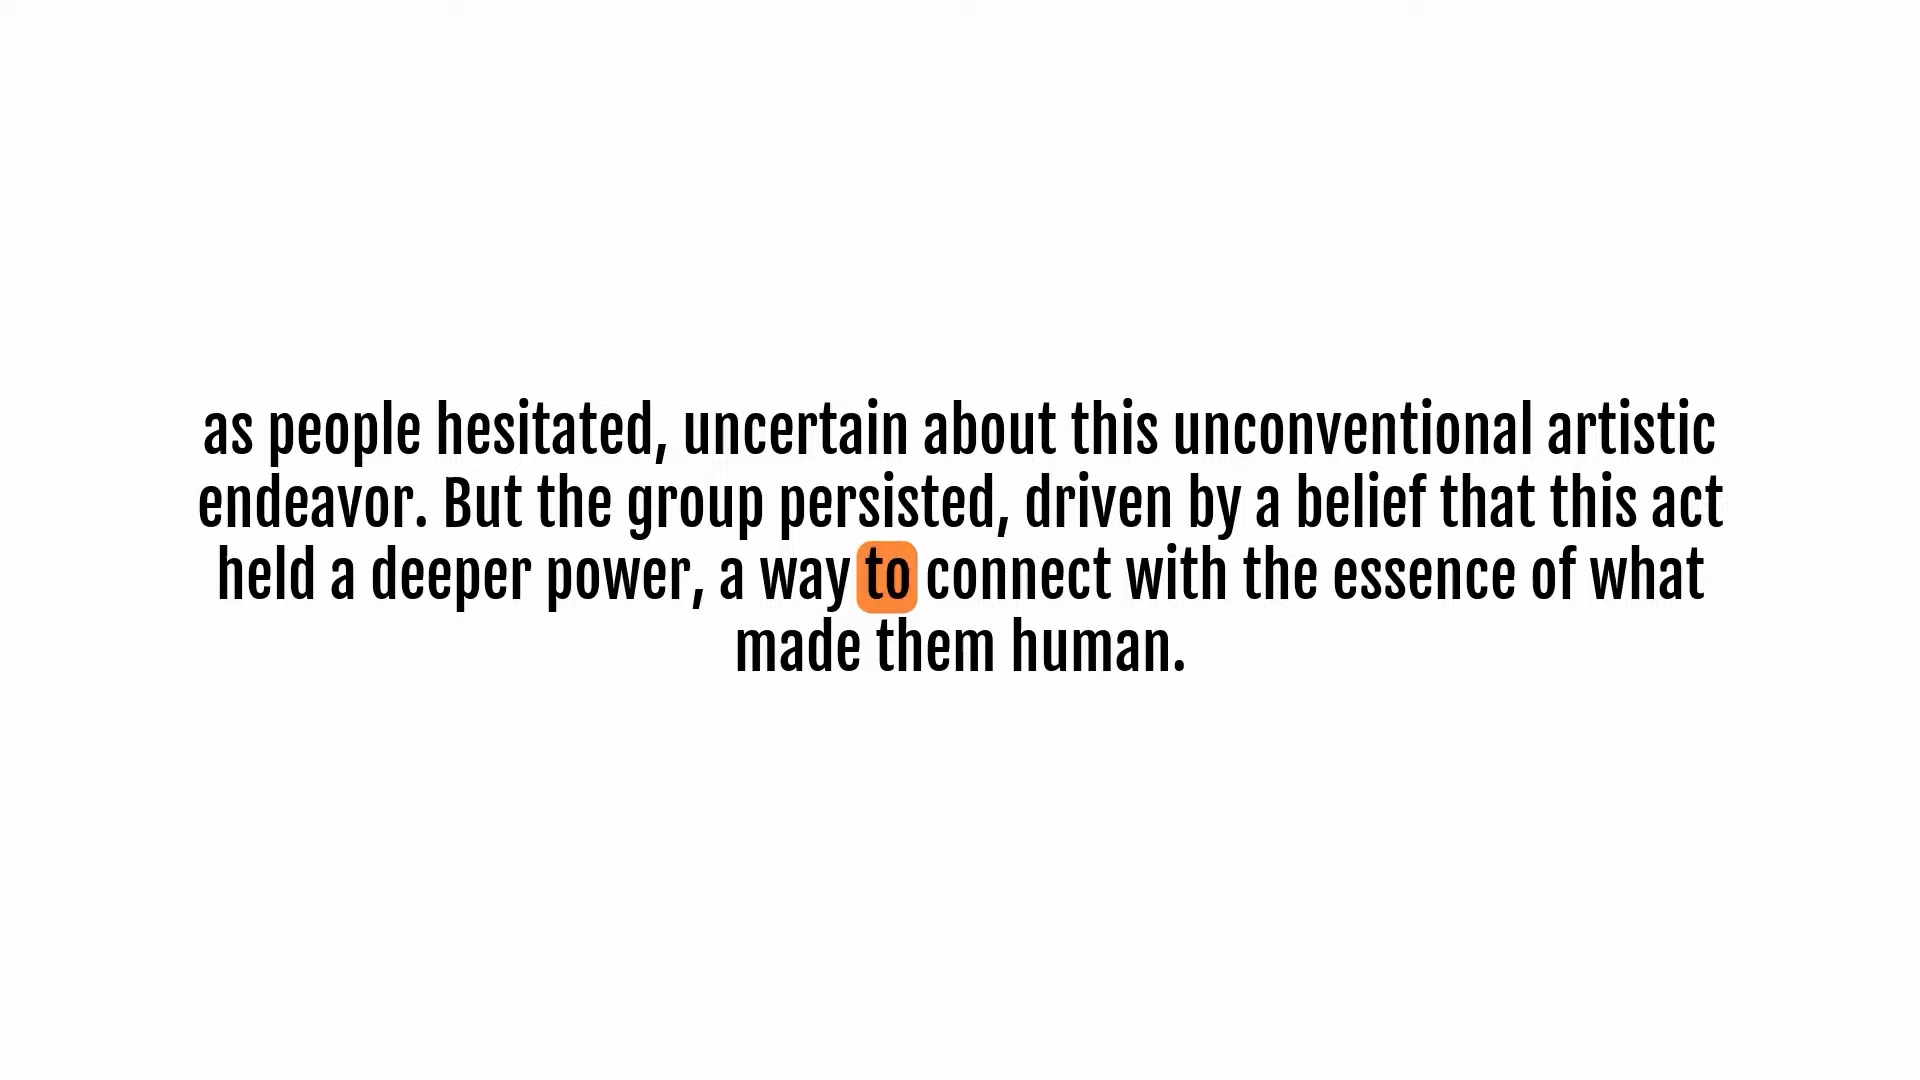 as people hesitated, uncertain about this unconventional artistic
endeavor. But the group persisted, driven by a belief that this act
held a deeper power, a way to connect with the essence of what
made them human.